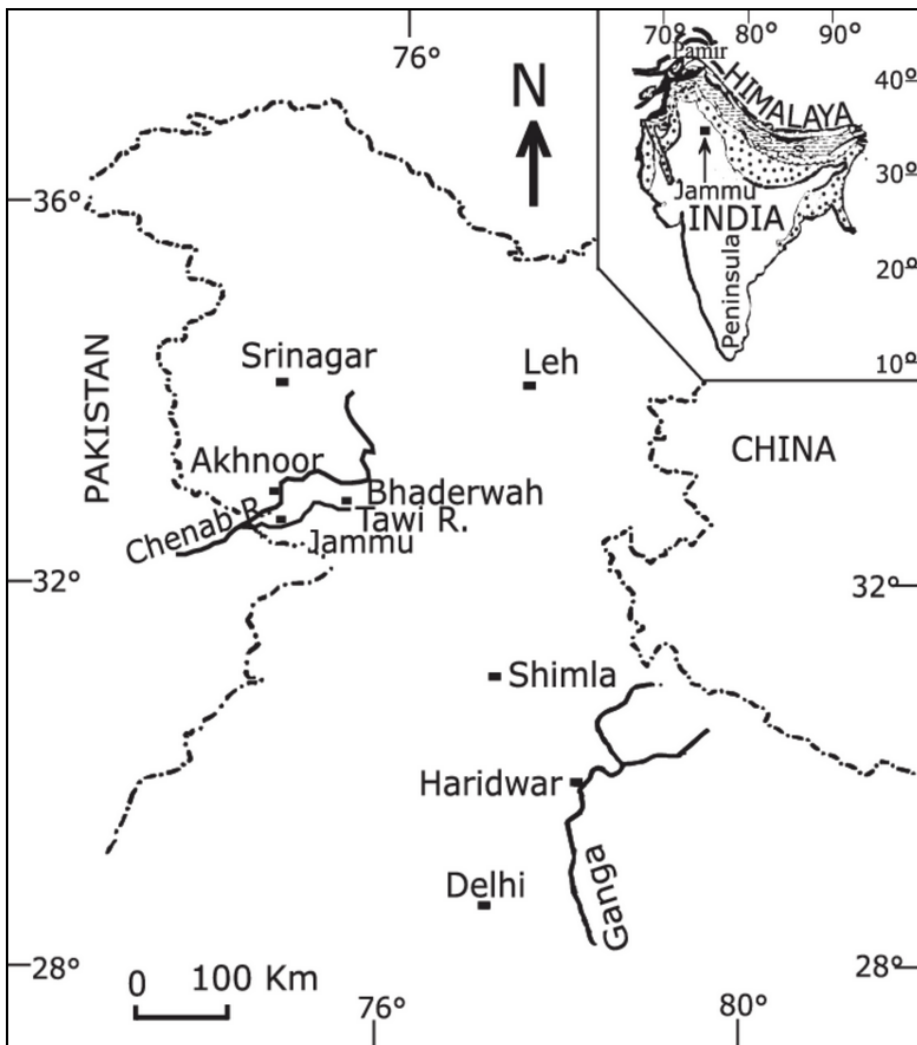 76°
N
36°
70° 80° 90°
Pamir
HIMALAYA
40°
30°
Jammu
INDIA
20°
Peninsula
10°
PAKISTAN
Srinagar
Leh
CHINA
Akhnoor
Bhaderwah
Chenab R.
Tawi R.
Jammu
32°
32°
Shimla
Haridwar
Delhi
Ganga
28°
0 100 Km
28°
76°
80°